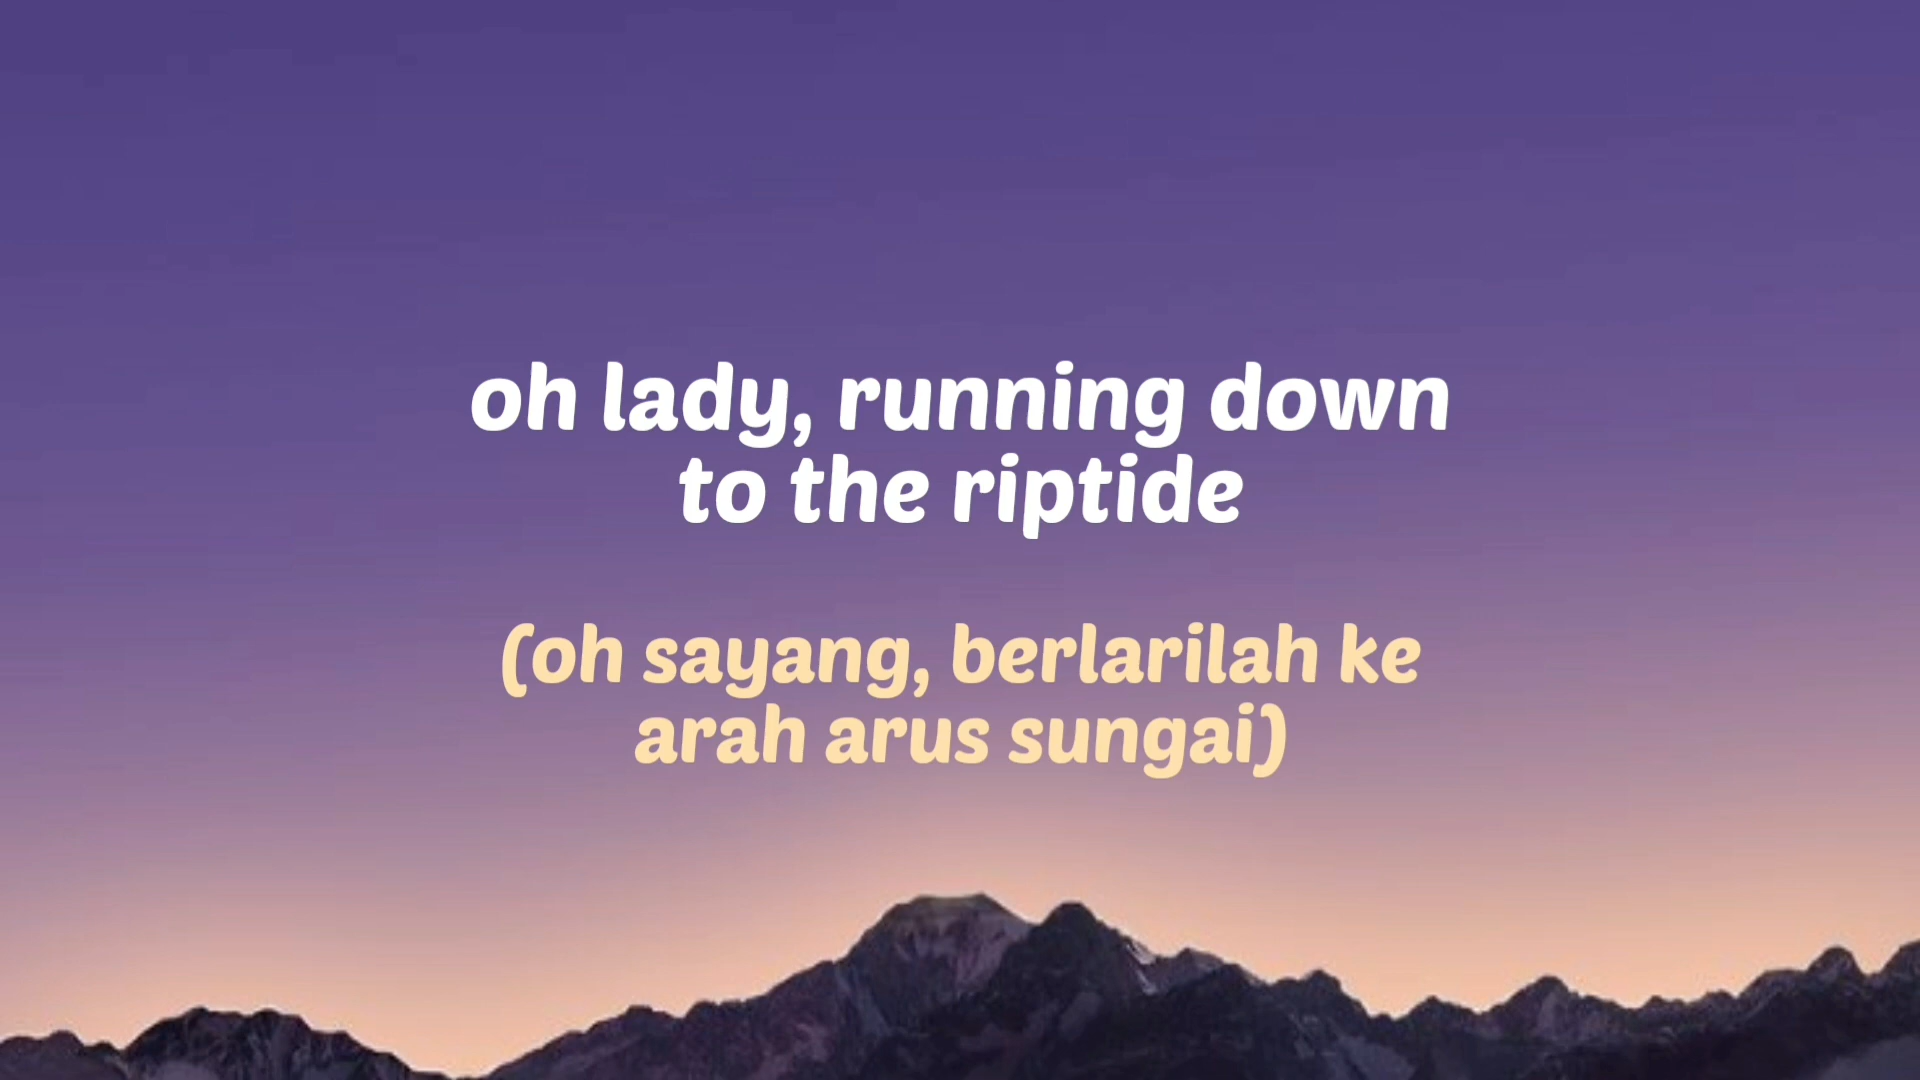 oh lady, running down
to the riptide
(oh sayang, berlarilah ke
arah arus sungai)